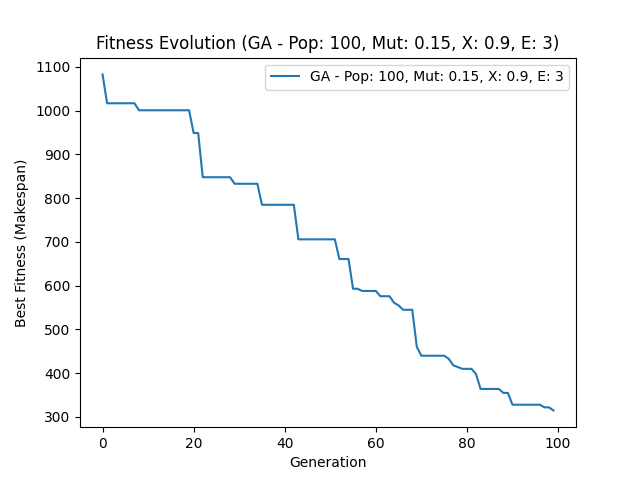 Fitness Evolution (GA - Pop: 100, Mut: 0.15, X: 0.9, E: 3)
GA - Pop: 100, Mut: 0.15, X: 0.9, E: 3
Best Fitness (Makespan)
1100
1000
900
800
700
600
500
400
300
0 20 40 60 80 100
Generation